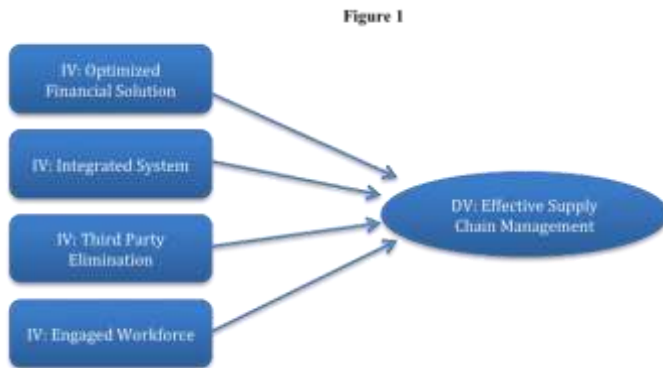 Figure 1
IV: Optimized
Financial Solution
IV: Integrated System
IV: Third Party
Elimination
IV: Engaged Workforce
DV: Effective Supply
Chain Management